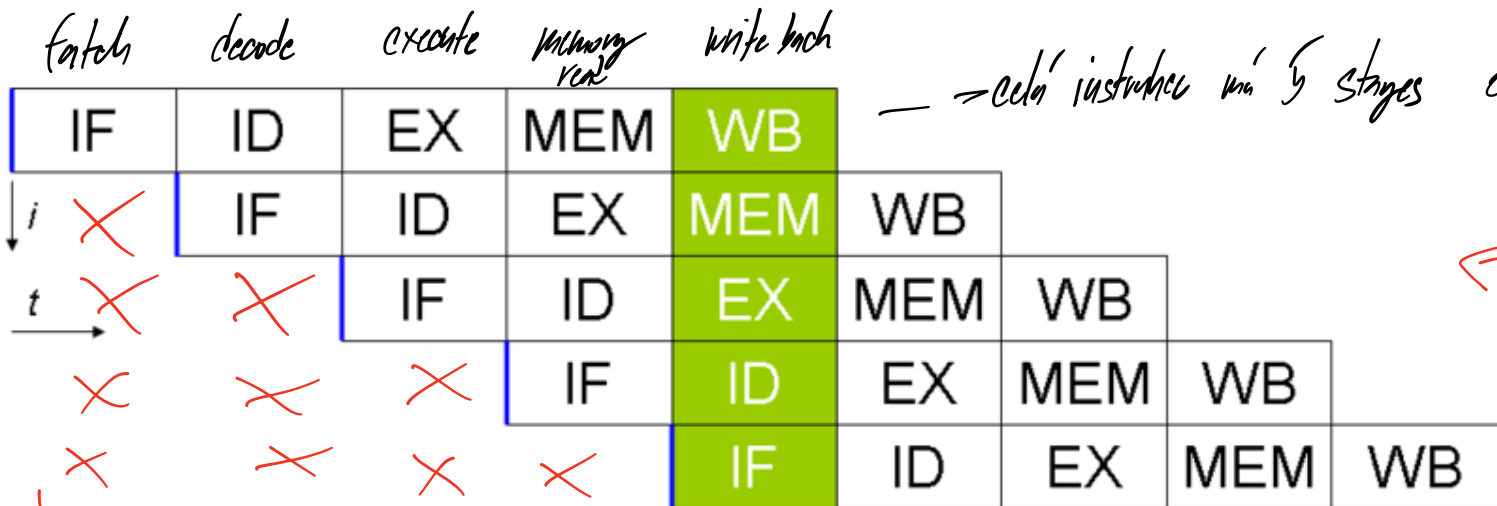 fatch decode execute memory read write back
→ celá instrukce má 5 stages
IF ID EX MEM WB
i IF ID EX MEM WB
t IF ID EX MEM WB
IF ID EX MEM WB
IF ID EX MEM WB